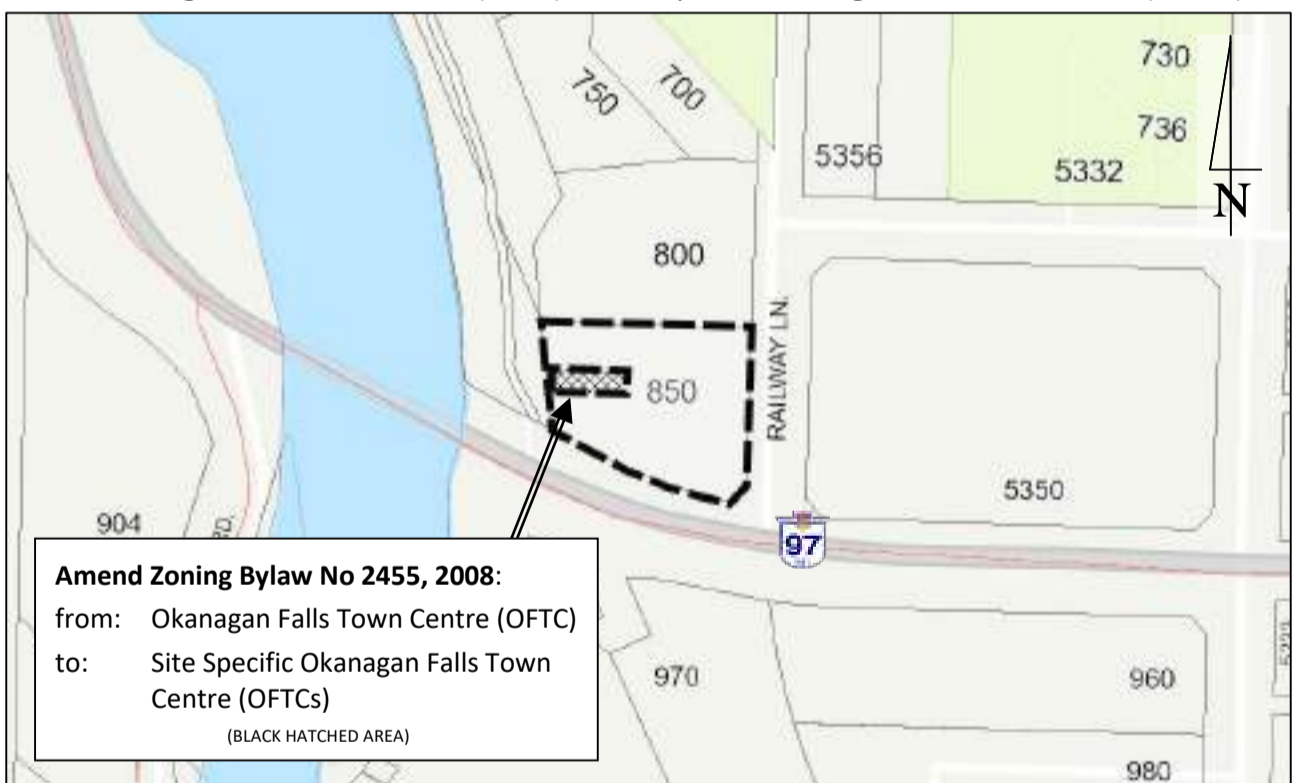 730
700
750
736
5356
5332
N
800
RAILWAY LN.
850
5350
904
RD.
97
Amend Zoning Bylaw No 2455, 2008:
from: Okanagan Falls Town Centre (OFTC)
to: Site Specific Okanagan Falls Town
Centre (OFTCs)
(BLACK HATCHED AREA)
970
960
980